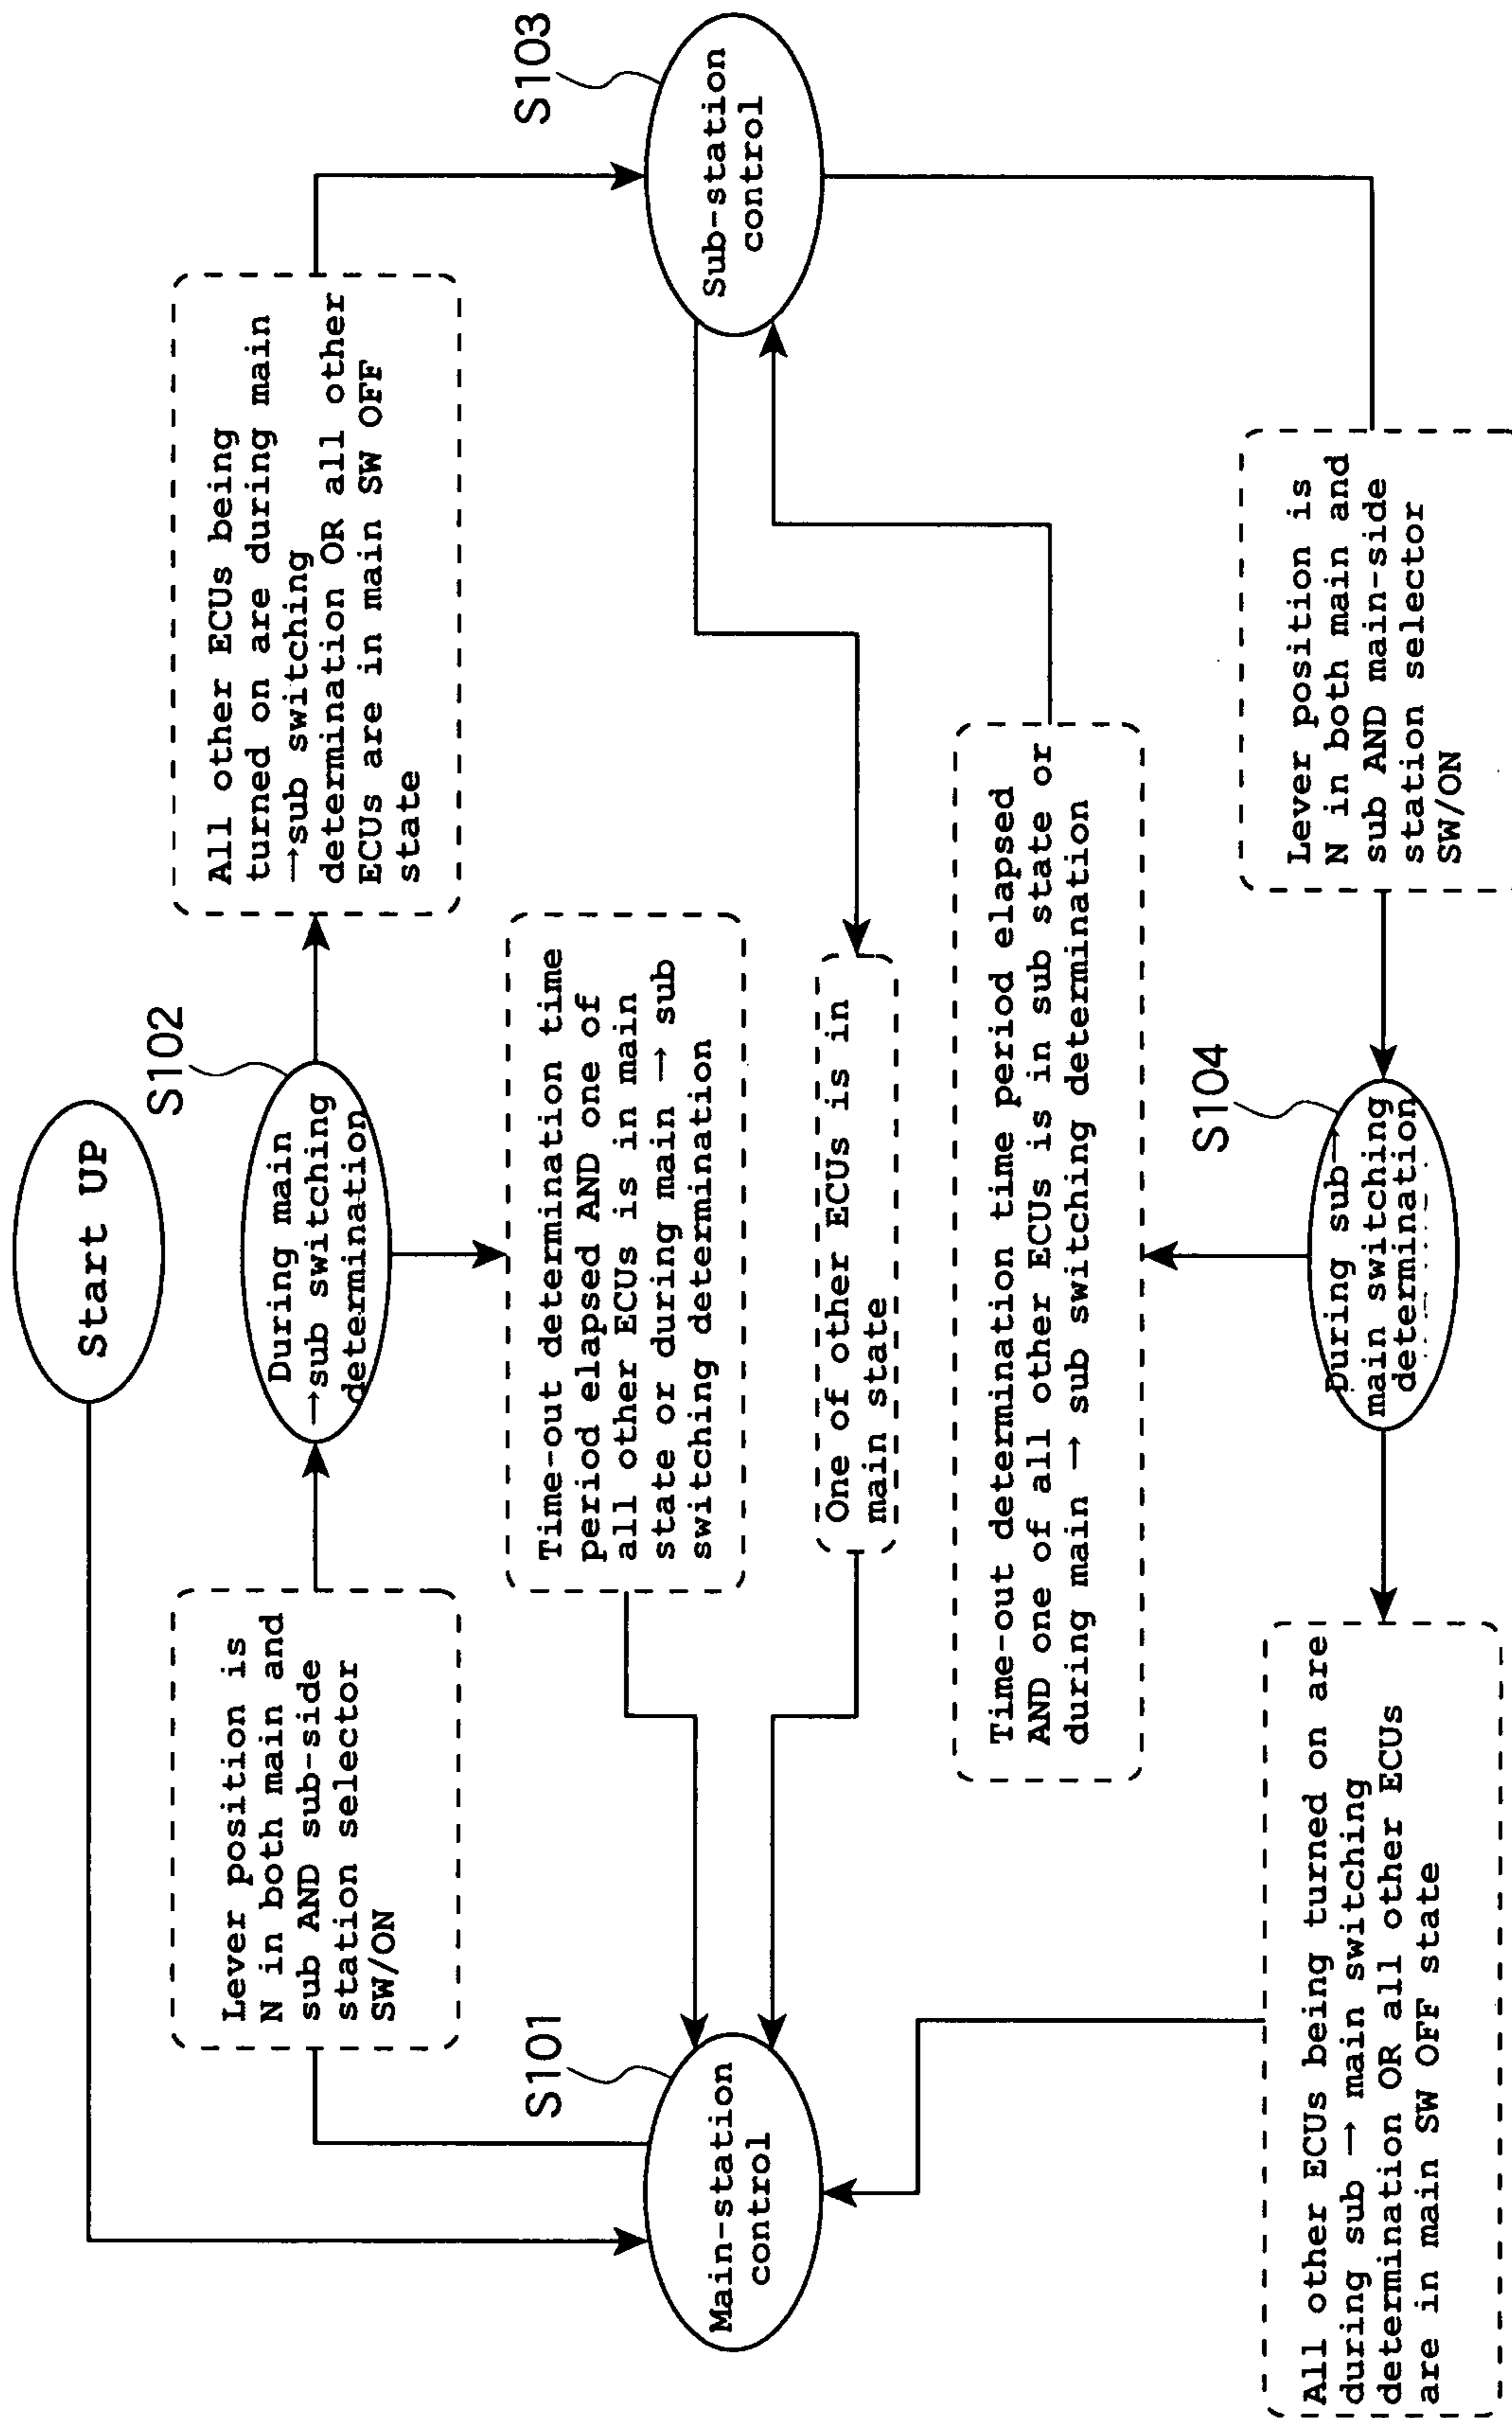 Start UP
S102
During main
→sub switching
determination
Lever position is
N in both main and
sub AND sub-side
station selector
SW/ON
All other ECUs being
turned on are during main
→sub switching
determination OR all other
ECUs are in main SW OFF
state
S101
Main-station
control
Time-out determination time
period elapsed AND one of
all other ECUs is in main
state or during main → sub
switching determination
S103
Sub-station
control
One of other ECUs is in
main state
Time-out determination time period elapsed
AND one of all other ECUs is in sub state or
during main → sub switching determination
All other ECUs being turned on are
during sub → main switching
determination OR all other ECUs
are in main SW OFF state
S104
During sub→
main switching
determination
Lever position is
N in both main and
sub AND main-side
station selector
SW/ON